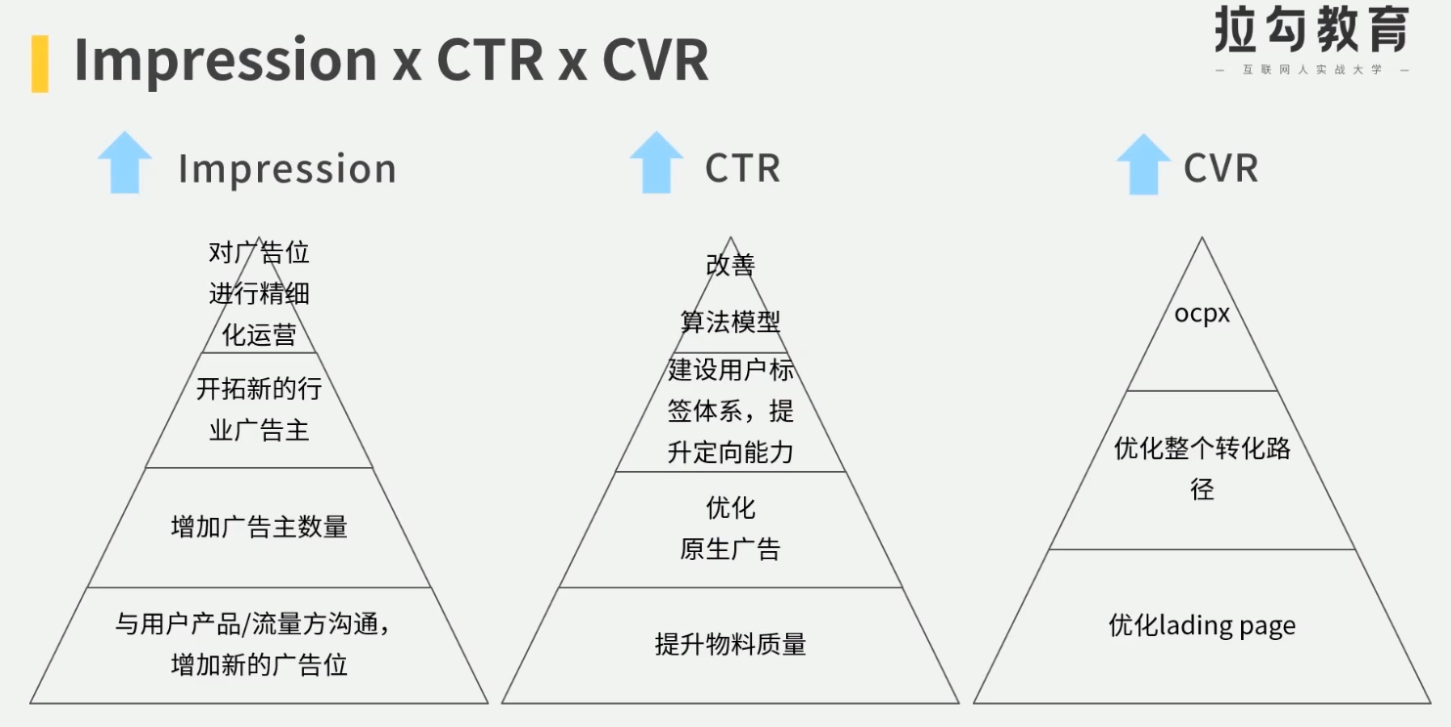 Impression x CTR x CVR
拉勾教育
— 互联网人实战大学 —
Impression
对广告位
进行精细
化运营
开拓新的行
业广告主
增加广告主数量
与用户产品/流量方沟通，
增加新的广告位
CTR
改善
算法模型
建设用户标
签体系，提
升定向能力
优化
原生广告
提升物料质量
CVR
ocpx
优化整个转化路
径
优化lading page